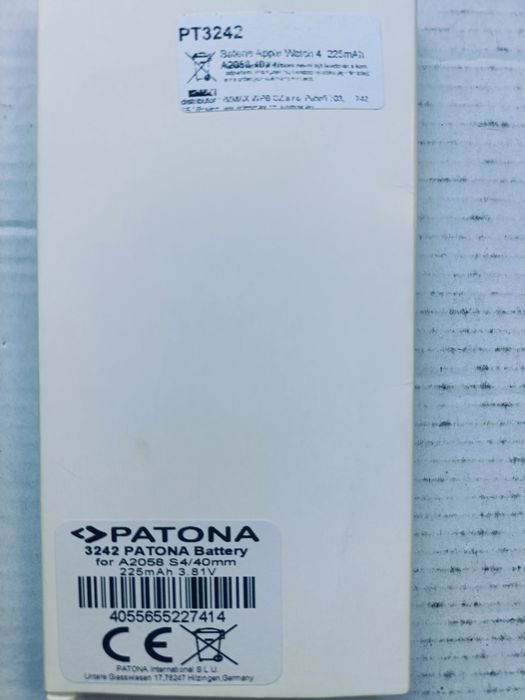 PT3242
Baterie Apple Watch 4 225mAh
A2058
distributor:
PATONA
3242 PATONA Battery
for A2058 S4/40mm
225mAh 3.81V
4055655227414
CE
PATONA International S.L.U.
Untere Giesswiesen 17,78247 Hilzingen,Germany